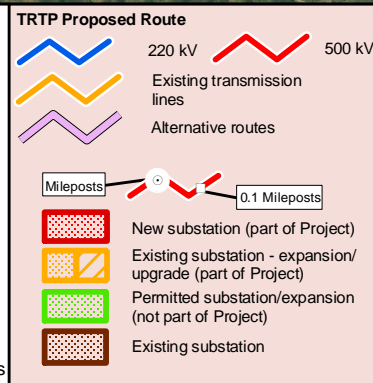 TRTP Proposed Route
220 kV
500 kV
Existing transmission
lines
Alternative routes
Mileposts
0.1 Mileposts
New substation (part of Project)
Existing substation - expansion/
upgrade (part of Project)
Permitted substation/expansion
(not part of Project)
Existing substation
s